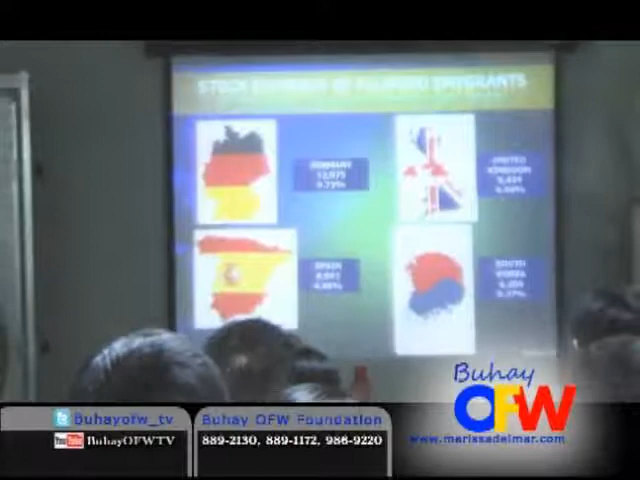 STOCK ESTIMATE OF FILIPINO EMIGRANTS
GERMANY
UNITED
KINGDOM
SPAIN
SOUTH
KOREA
Buhay
OFW
www.marissadelmar.com
Buhayofw_tv
YouTube BuhayOFWTV
Buhay OFW Foundation
889-2130, 889-1172, 986-9220